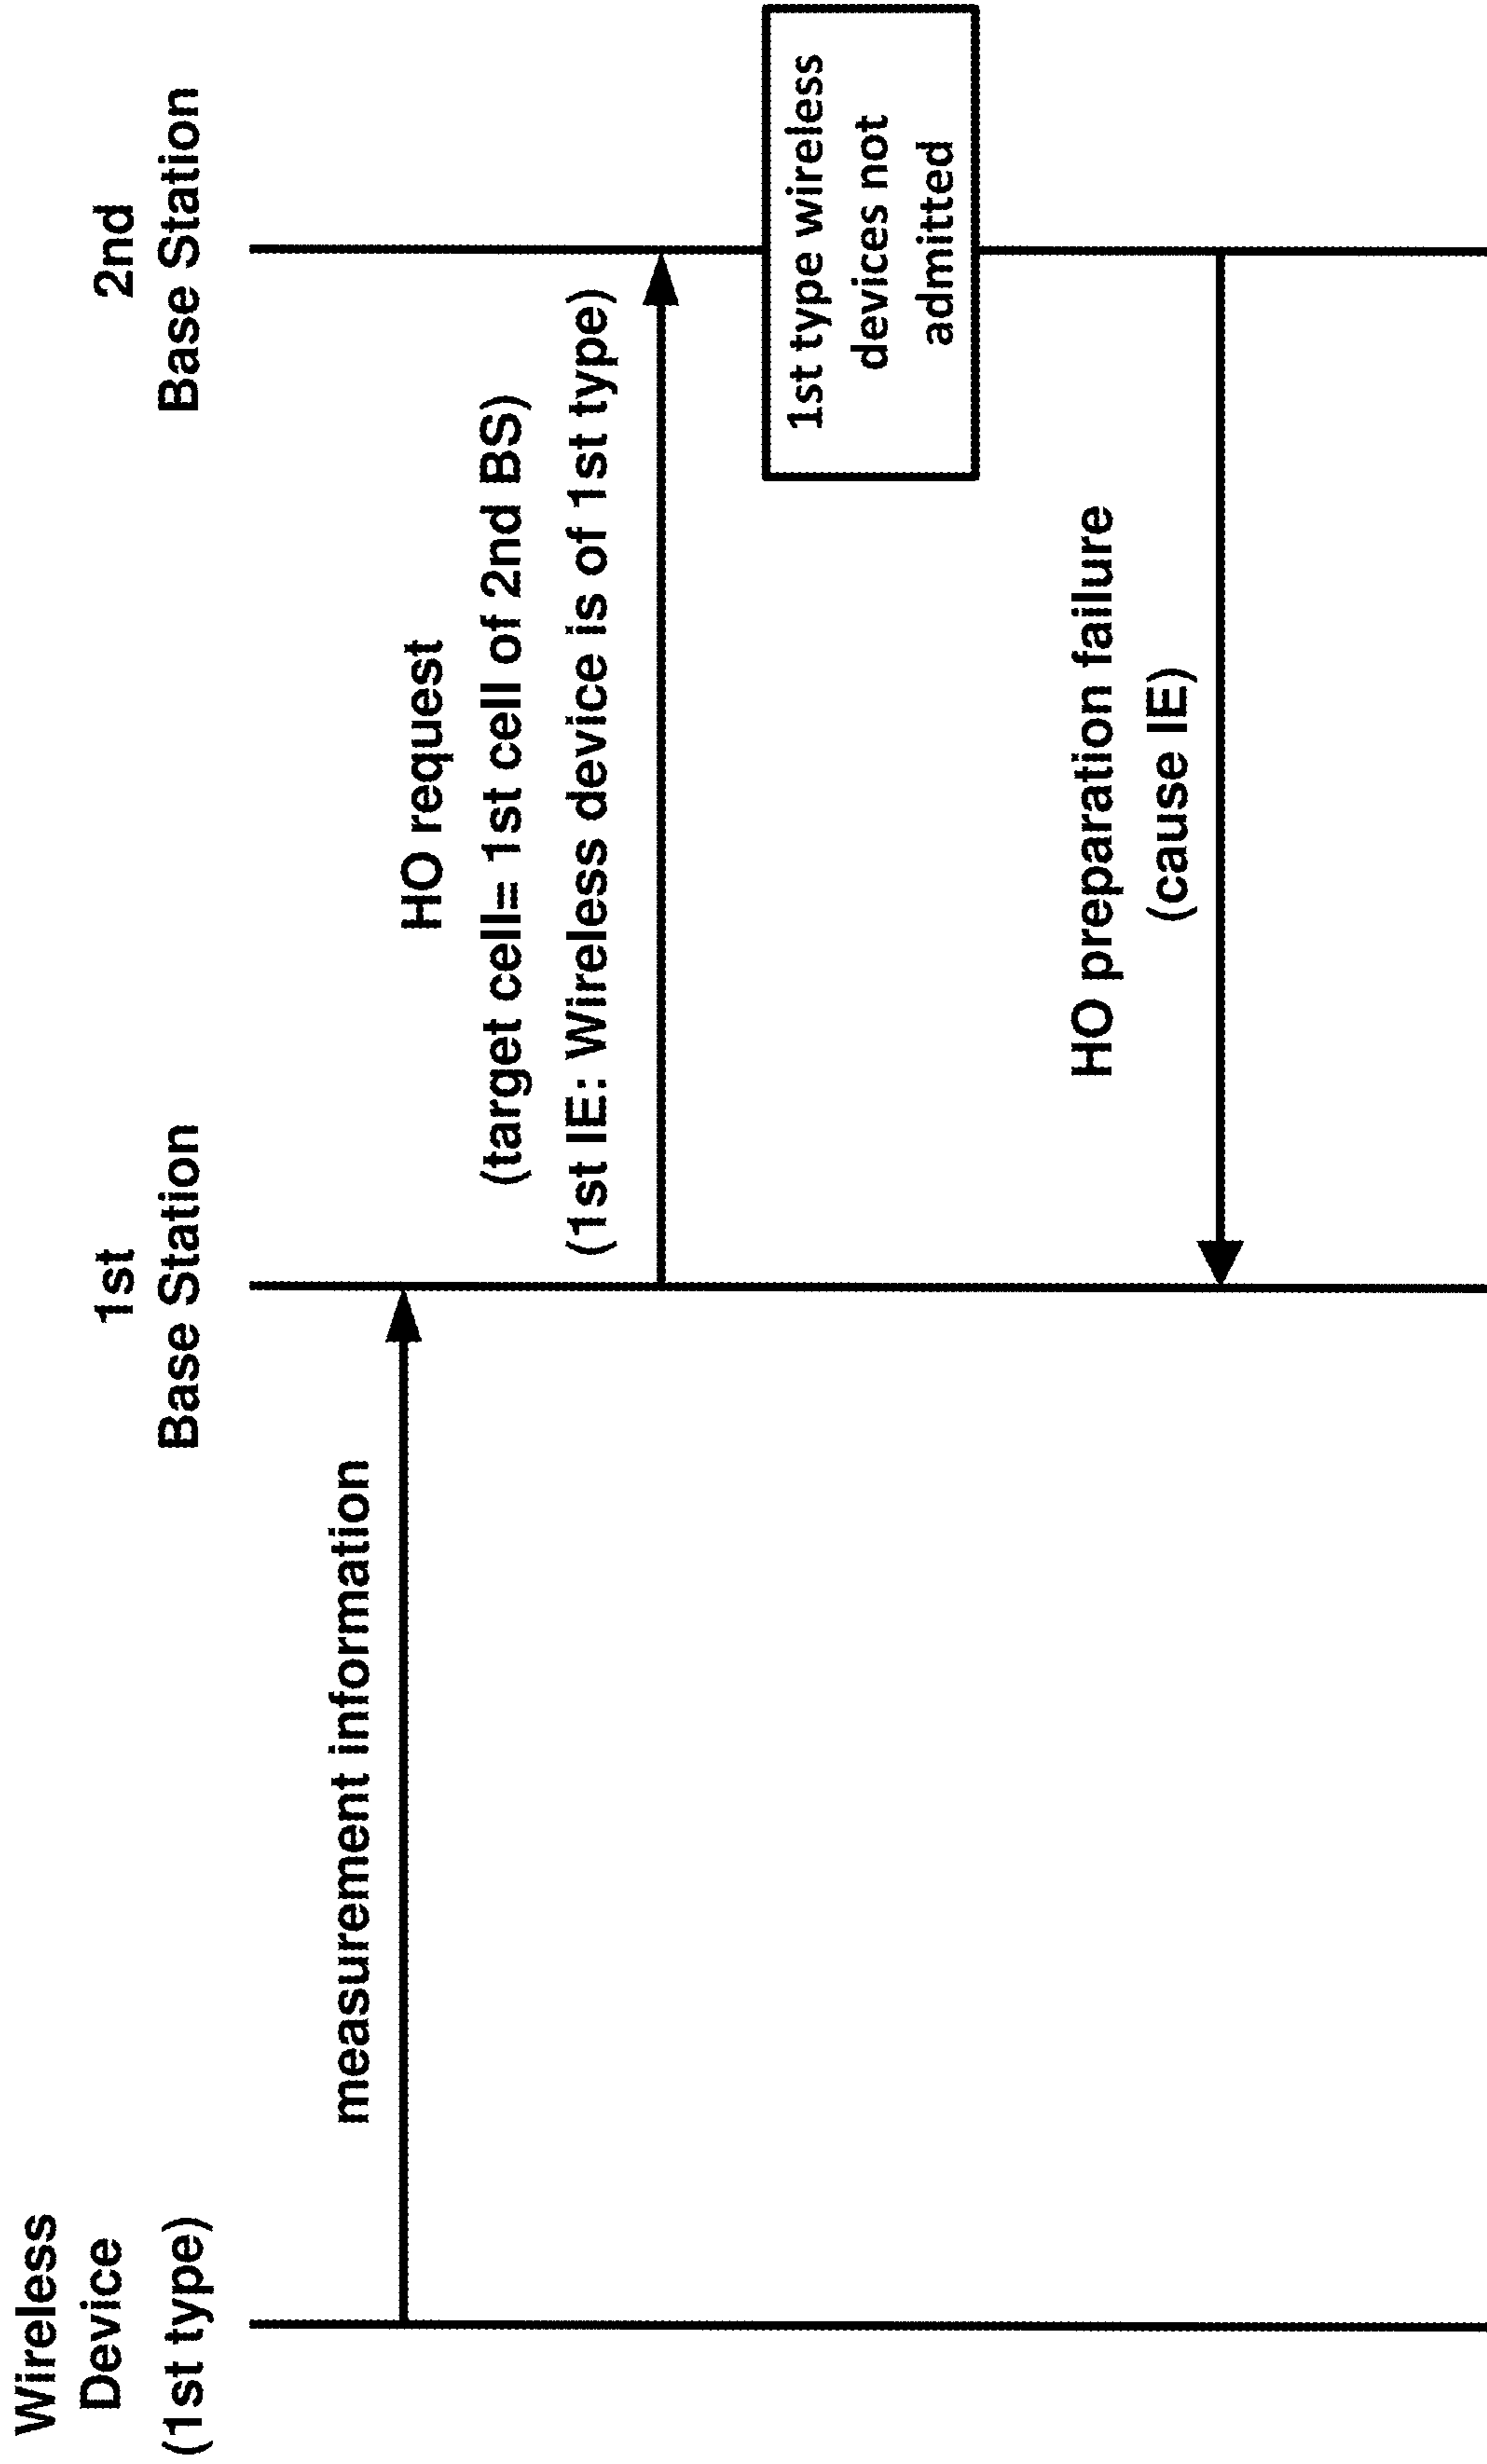 Wireless
Device
(1st type)
1st
Base Station
2nd
Base Station
measurement information
HO request
(target cell= 1st cell of 2nd BS)
(1st IE: Wireless device is of 1st type)
1st type wireless
devices not
admitted
HO preparation failure
(cause IE)